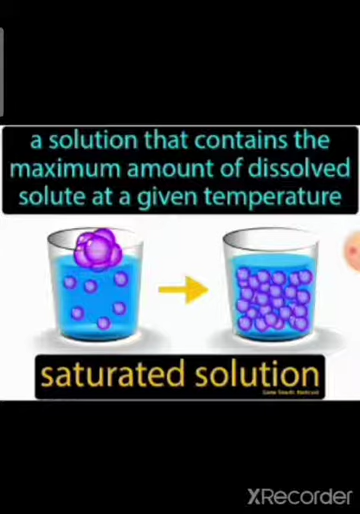 a solution that contains the
maximum amount of dissolved
solute at a given temperature
saturated solution
XRecorder